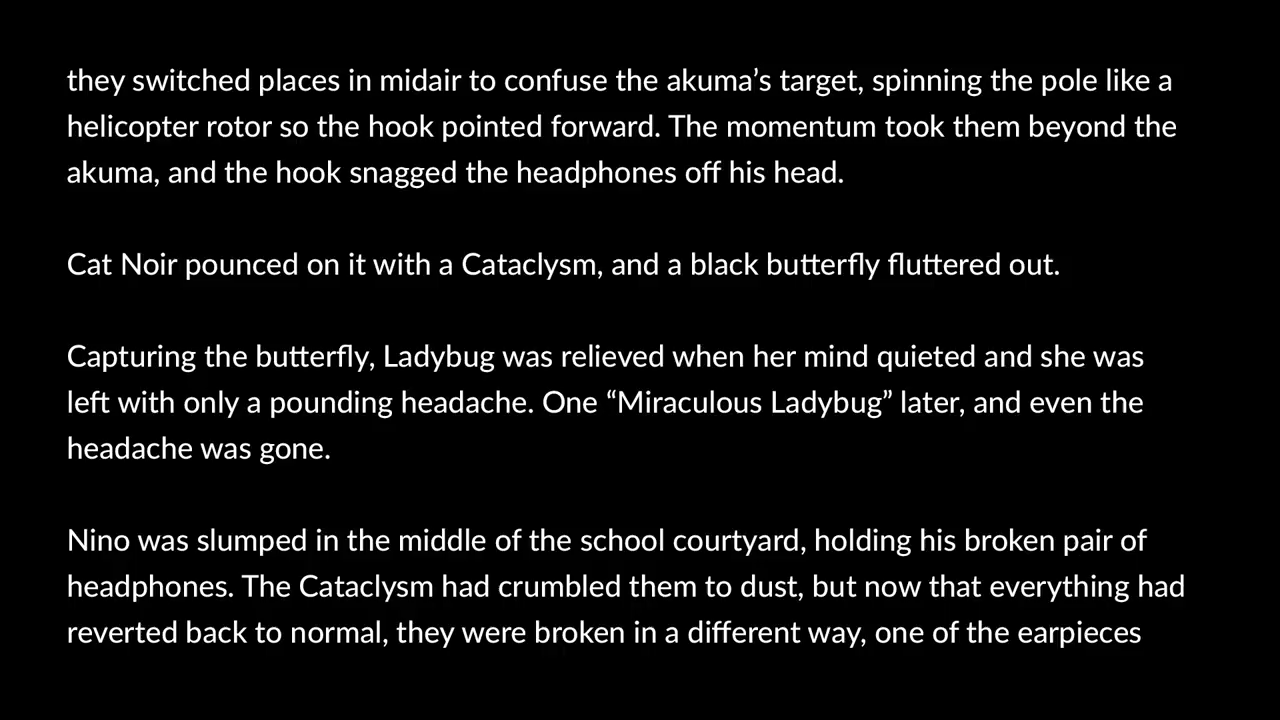 they switched places in midair to confuse the akuma’s target, spinning the pole like a
helicopter rotor so the hook pointed forward. The momentum took them beyond the
akuma, and the hook snagged the headphones off his head.
Cat Noir pounced on it with a Cataclysm, and a black butterfly fluttered out.
Capturing the butterfly, Ladybug was relieved when her mind quieted and she was
left with only a pounding headache. One “Miraculous Ladybug” later, and even the
headache was gone.
Nino was slumped in the middle of the school courtyard, holding his broken pair of
headphones. The Cataclysm had crumbled them to dust, but now that everything had
reverted back to normal, they were broken in a different way, one of the earpieces